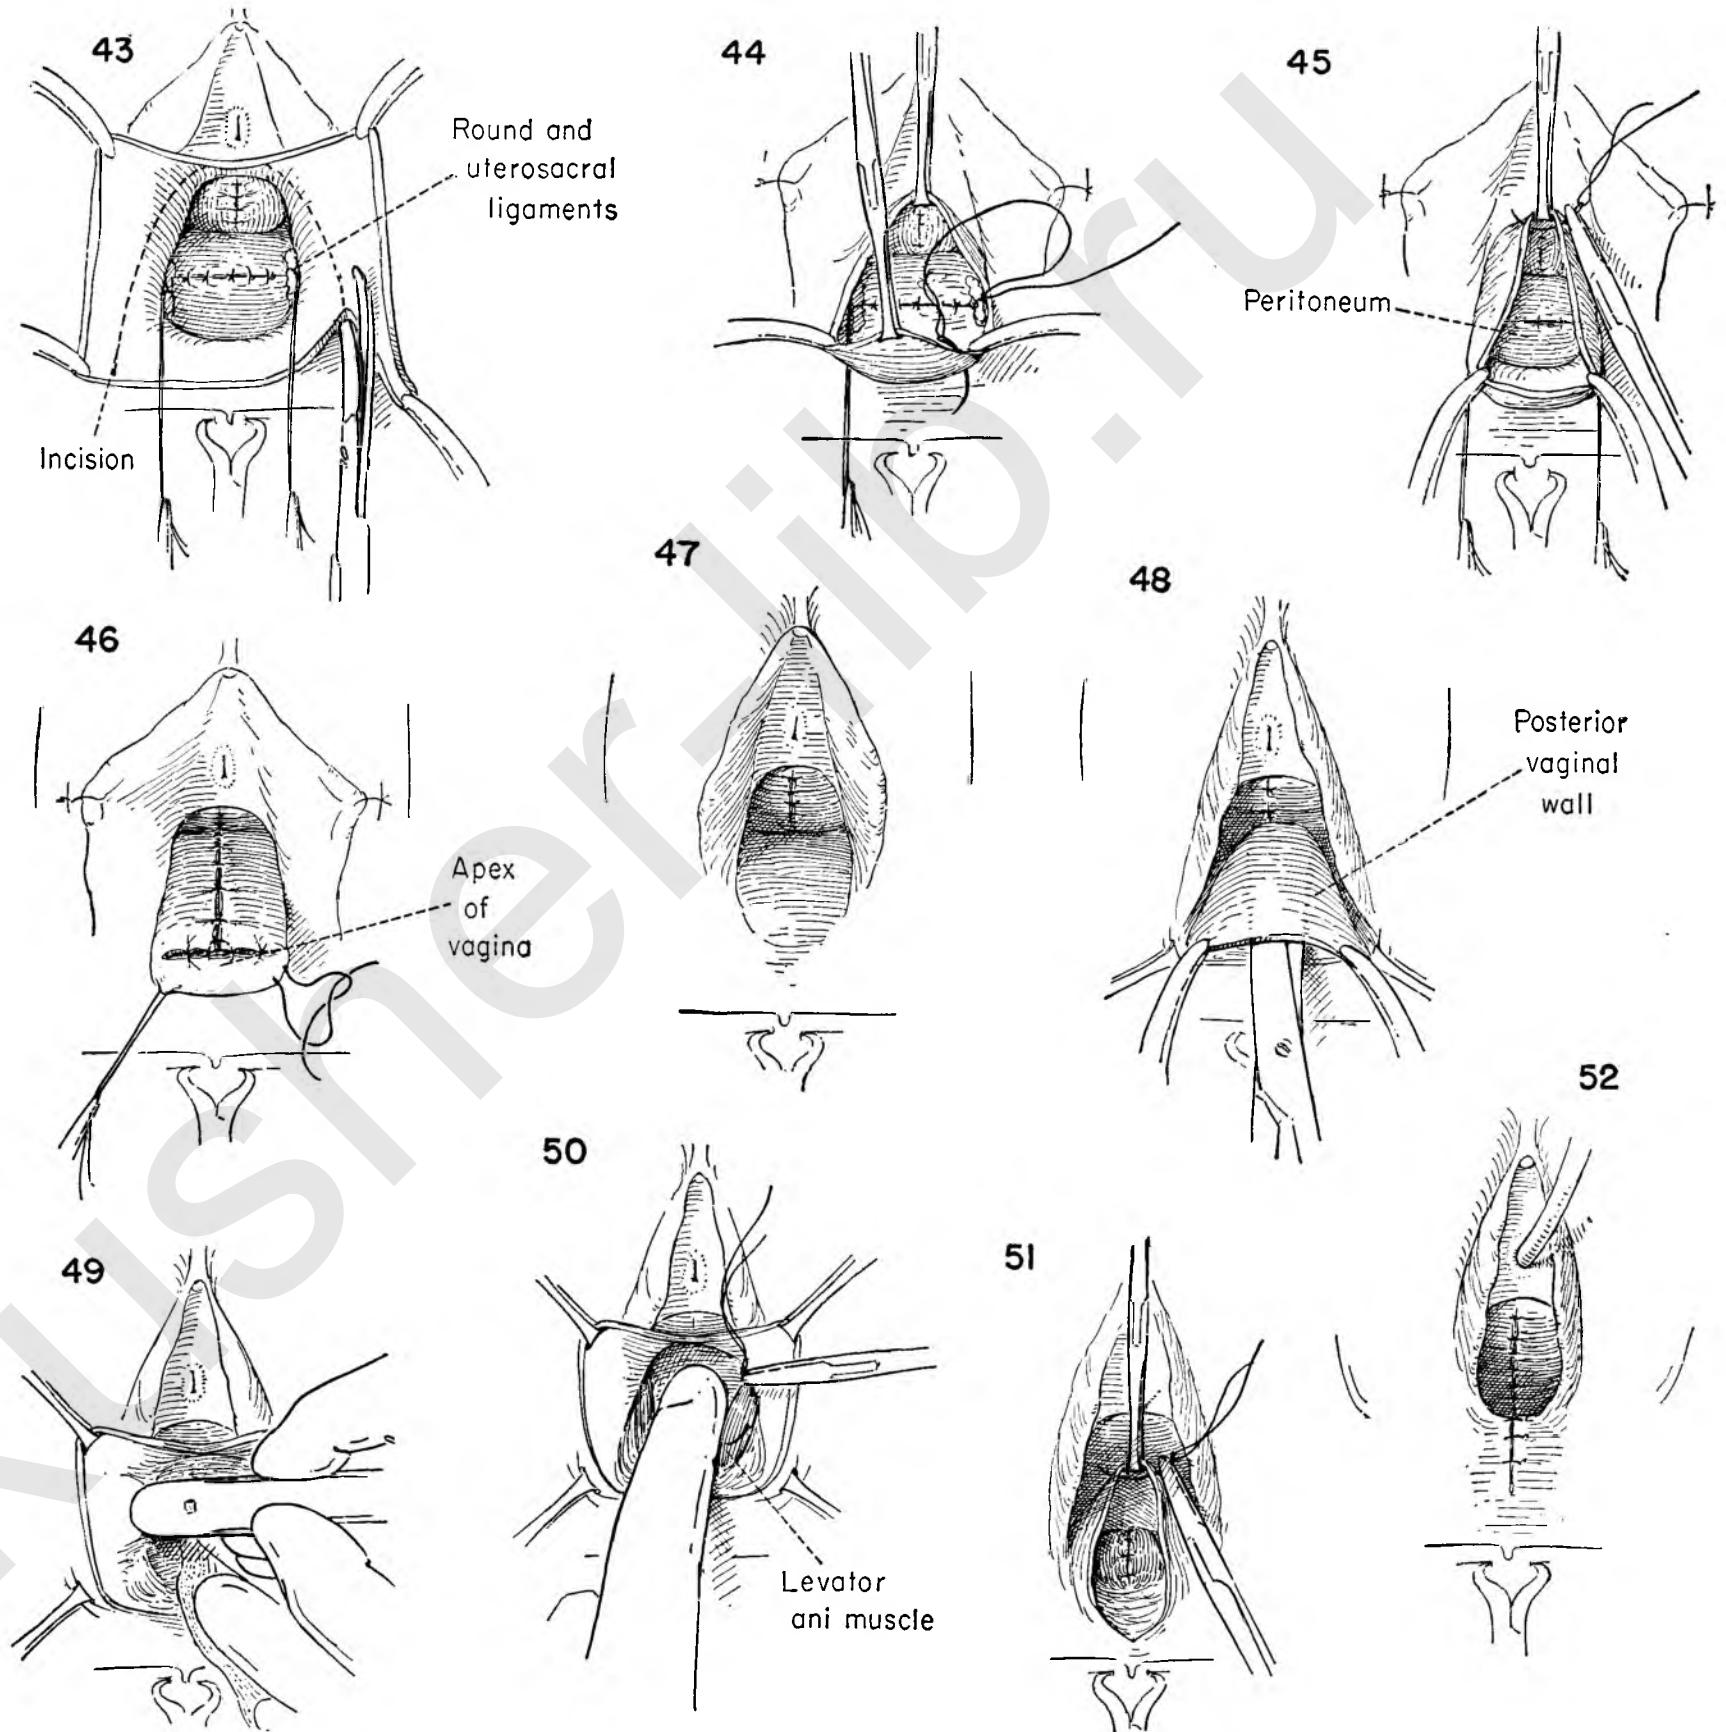 43
Round and
uterosacral
ligaments
Incision
44
45
Peritoneum
46
Apex
of
vagina
47
48
Posterior
vaginal
wall
49
50
Levator
ani muscle
51
52
kusher-lib.ru